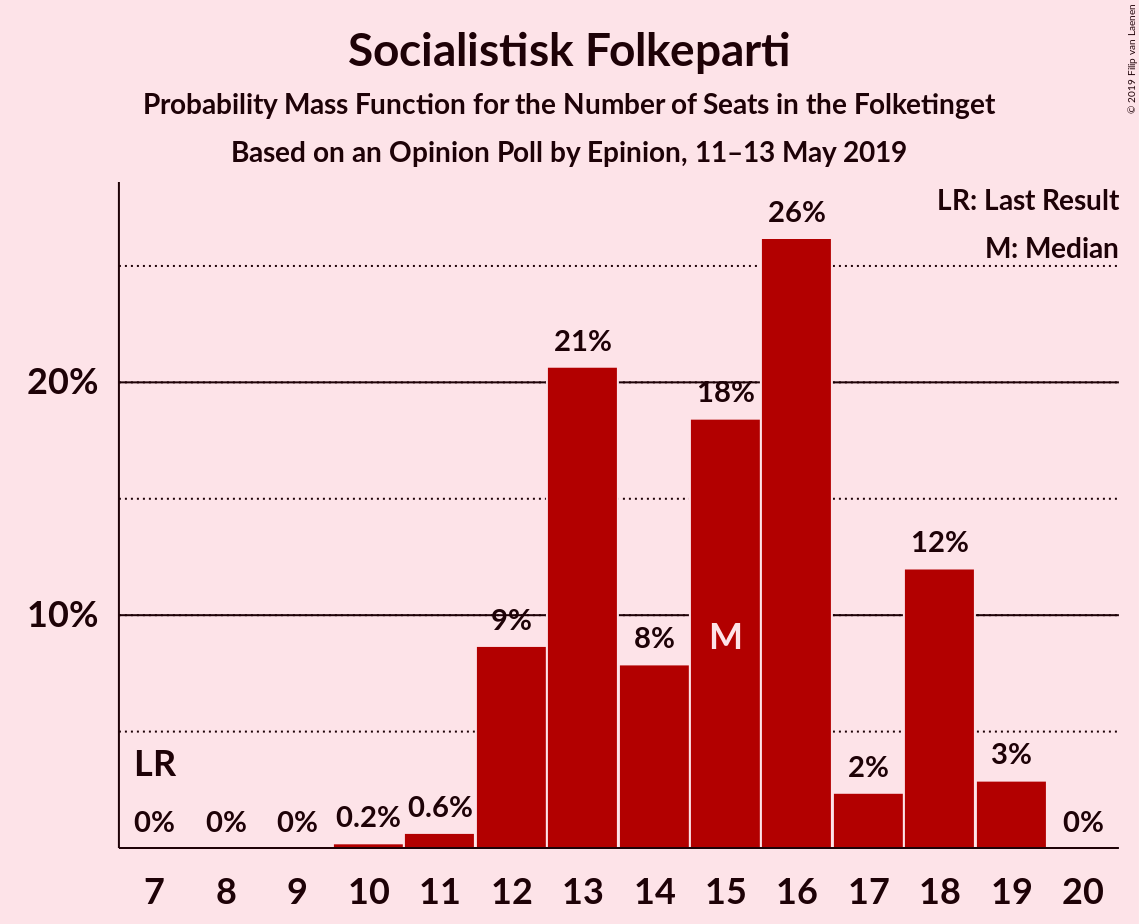 Socialistisk Folkeparti
Probability Mass Function for the Number of Seats in the Folketinget
Based on an Opinion Poll by Epinion, 11–13 May 2019
© 2019 Filip van Laenen
LR: Last Result
M: Median
20%
10%
LR
M
0%
0%
0%
0.2%
0.6%
9%
21%
8%
18%
26%
2%
12%
3%
0%
7 8 9 10 11 12 13 14 15 16 17 18 19 20